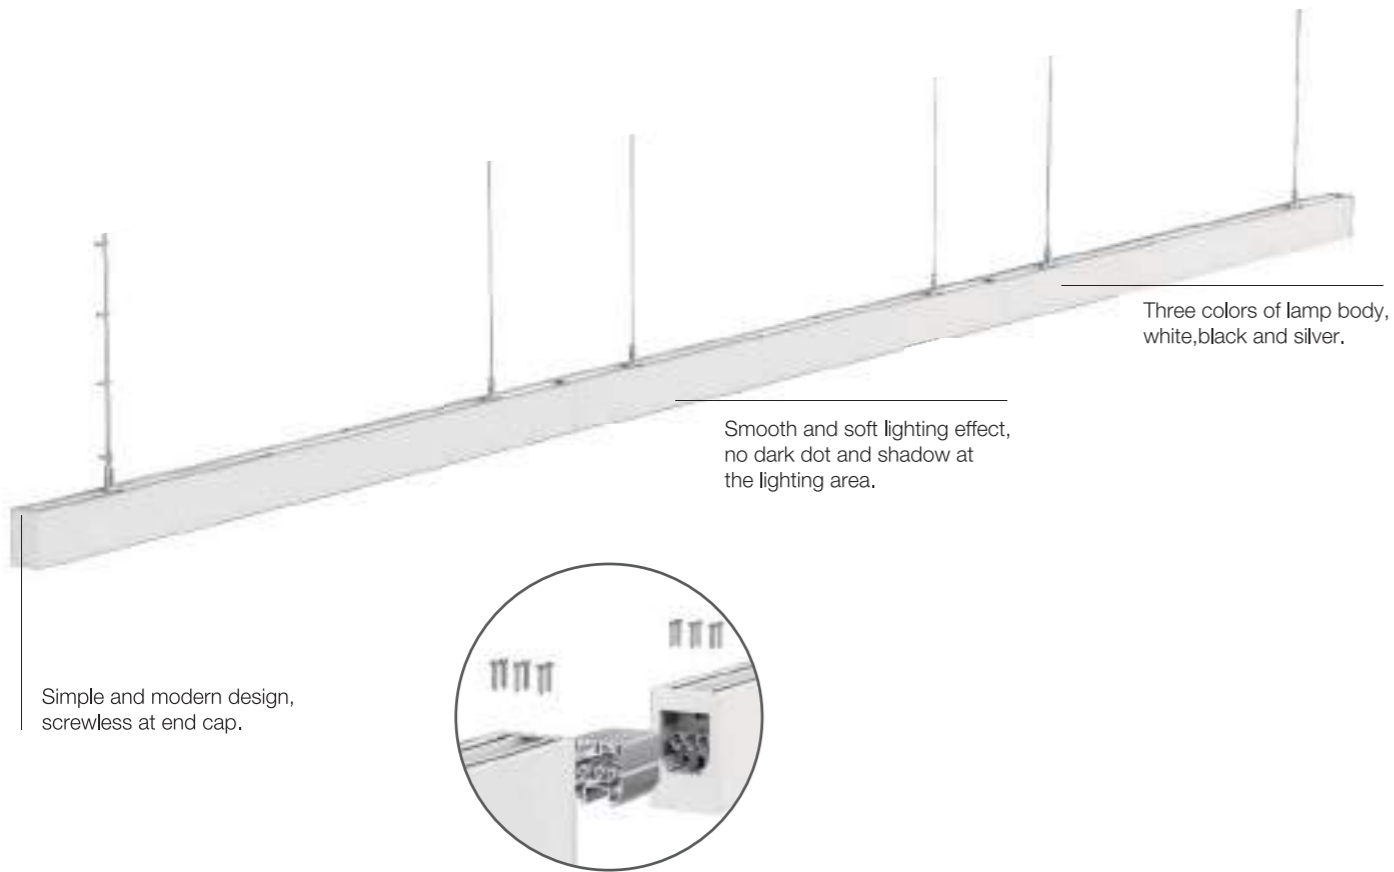 Three colors of lamp body,
white,black and silver.
Smooth and soft lighting effect,
no dark dot and shadow at
the lighting area.
Simple and modern design,
screwless at end cap.